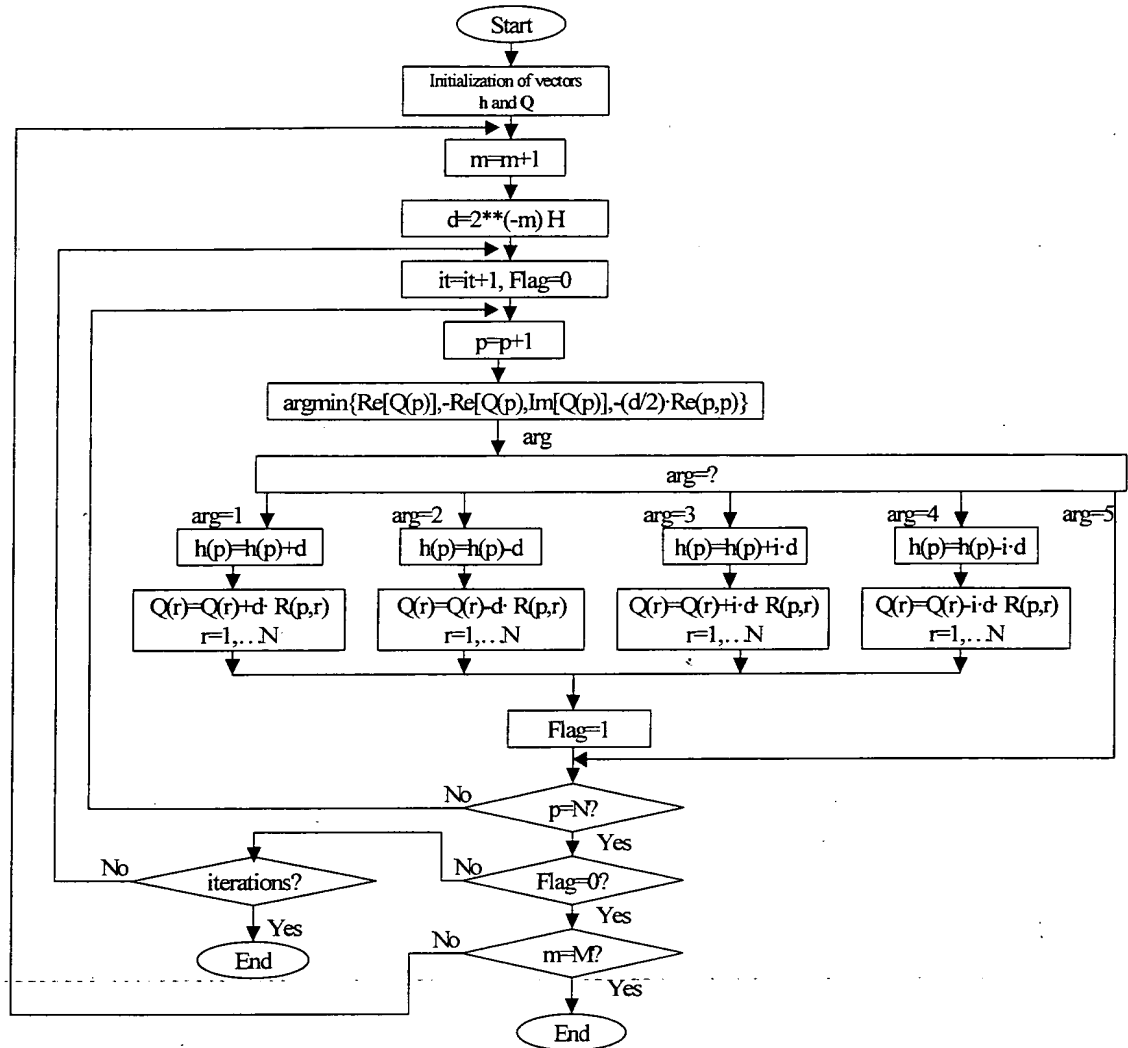 Start
Initialization of vectors
h and Q
m=m+1
d=2**(-m) H
it=it+1, Flag=0
p=p+1
argmin{Re[Q(p)],-Re[Q(p),Im[Q(p)],-(d/2)·Re(p,p)}
arg
arg=?
arg=1
arg=2
arg=3
arg=4
arg=5
h(p)=h(p)+d
h(p)=h(p)-d
h(p)=h(p)+i·d
h(p)=h(p)-i·d
Q(r)=Q(r)+d· R(p,r)
r=1,…N
Q(r)=Q(r)-d· R(p,r)
r=1,…N
Q(r)=Q(r)+i·d· R(p,r)
r=1,…N
Q(r)=Q(r)-i·d· R(p,r)
r=1,…N
Flag=1
No
p=N?
Yes
No
iterations?
No
Flag=0?
Yes
Yes
End
No
m=M?
Yes
End